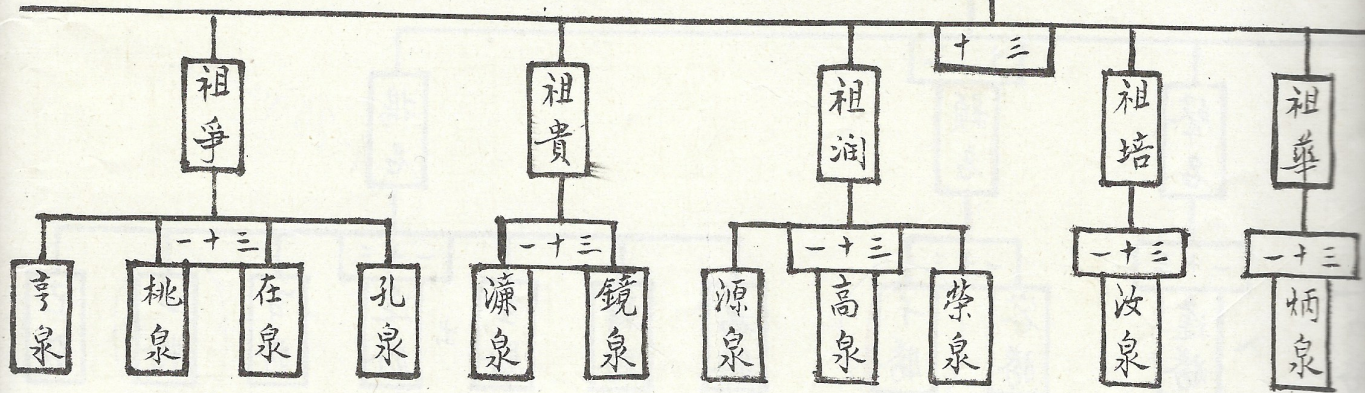 三十
祖華
祖培
祖润
祖貴
祖爭
三十一
三十一
三十一
三十一
三十一
炳泉
汝泉
榮泉
高泉
源泉
鏡泉
濂泉
孔泉
在泉
桃泉
亨泉